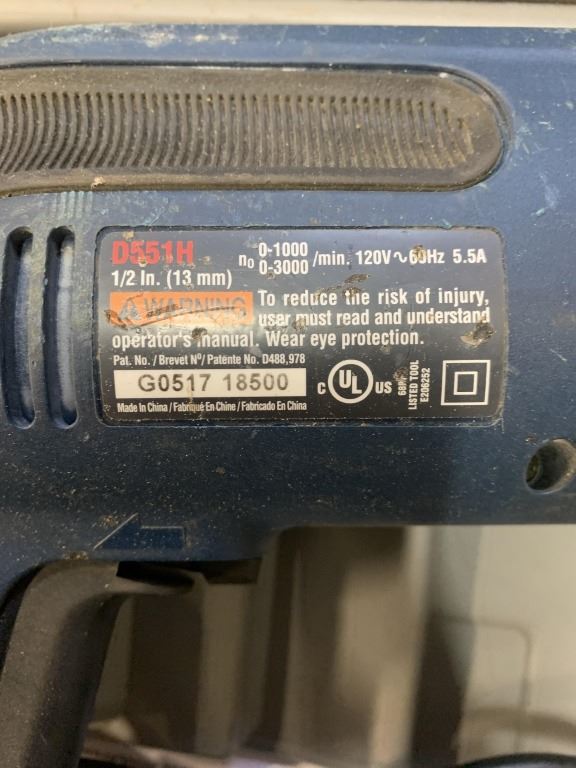 D551H
1/2 In. (13 mm)
no 0-1000 /min. 120V~60Hz 5.5A
0-3000
WARNING To reduce the risk of injury,
user must read and understand
operator's manual. Wear eye protection.
Pat. No./Brevet Nº/Patente No. D488,978
G0517 18500
Made in China/Fabriqué En Chine/Fabricado En China
C UL US
LISTED TOOL
E206252